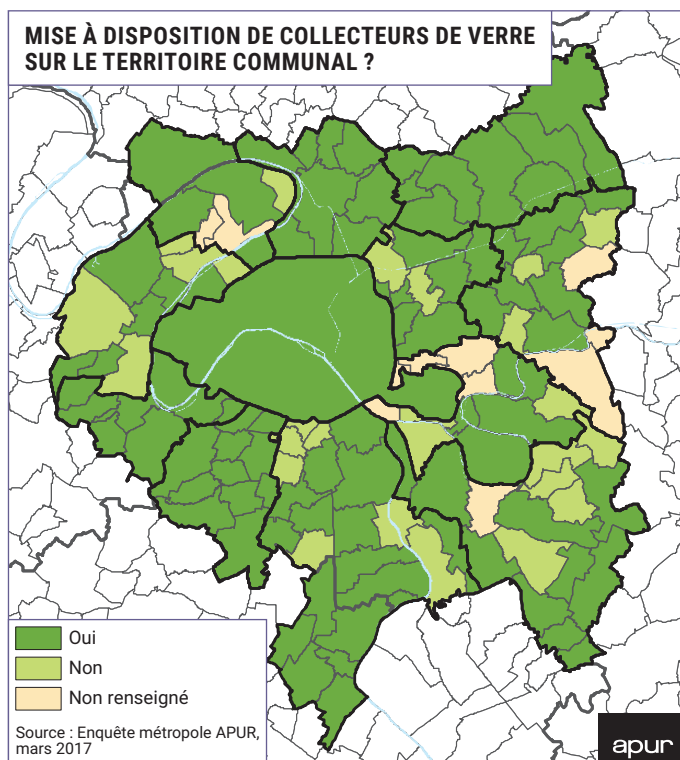 MISE À DISPOSITION DE COLLECTEURS DE VERRE
SUR LE TERRITOIRE COMMUNAL ?
Oui
Non
Non renseigné
Source : Enquête métropole APUR,
mars 2017
apur